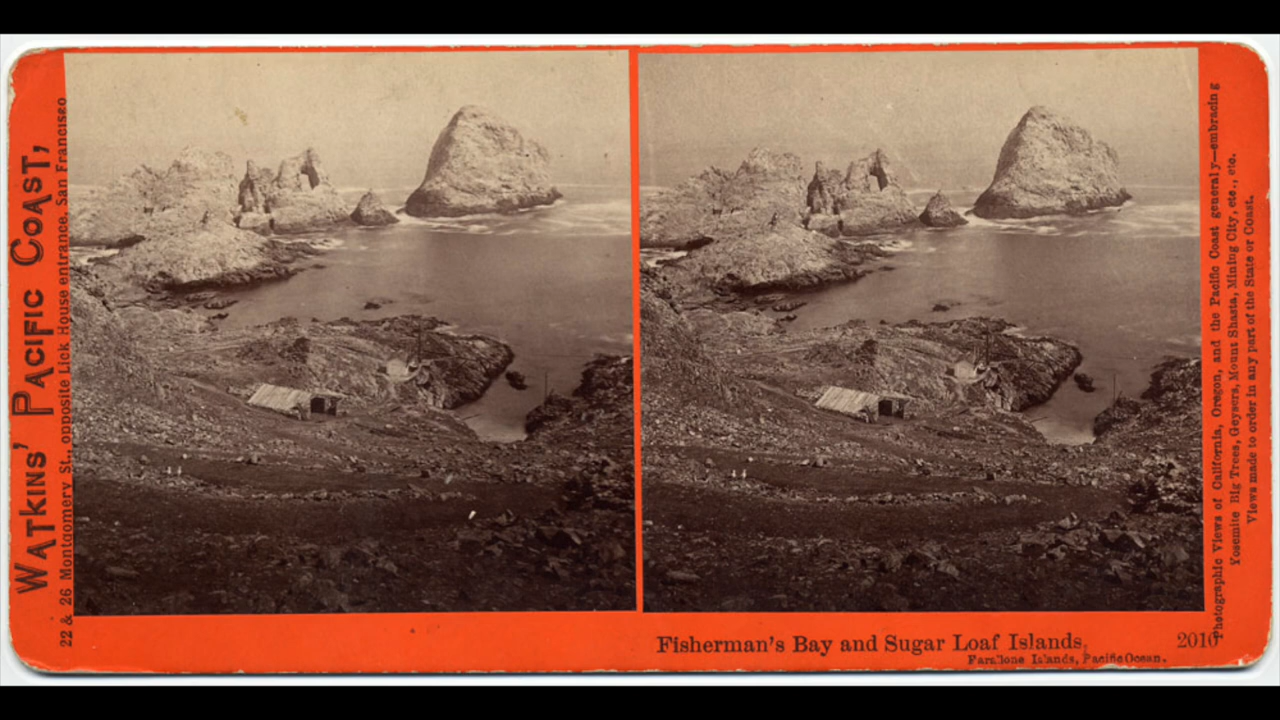 WATKINS' PACIFIC COAST,
22 & 26 Montgomery St., opposite Lick House entrance, San Francisco
Fisherman's Bay and Sugar Loaf Islands,
Farallone Islands, Pacific Ocean.
2010
Photographic Views of California, Oregon, and the Pacific Coast generaly—embracing
Yosemite Big Trees, Geysers, Mount Shasta, Mining City, etc., etc.
Views made to order in any part of the State or Coast.